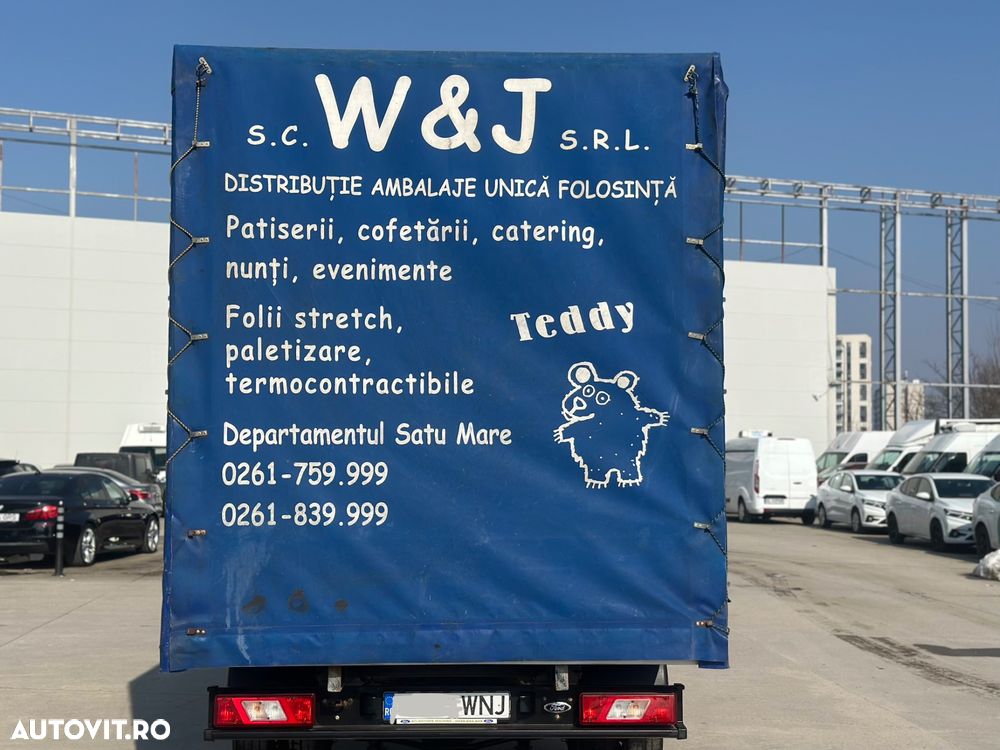 S.C. W&J S.R.L.
DISTRIBUȚIE AMBALAJE UNICĂ FOLOSINȚĂ
Patiserii, cofetării, catering,
nunți, evenimente
Folii stretch,
paletizare,
termocontractibile
Teddy
Departamentul Satu Mare
0261-759.999
0261-839.999
WNJ
Ford
AUTOVIT.RO